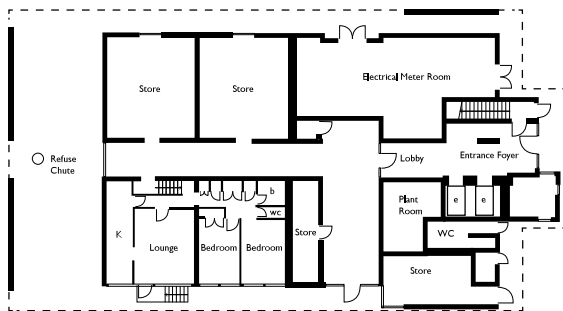 Electrical Meter Room
Store
Store
Refuse
Chute
Lobby
Entrance Foyer
b
wc
e
e
Plant
Room
K
Lounge
Bedroom
Bedroom
Store
WC
Store